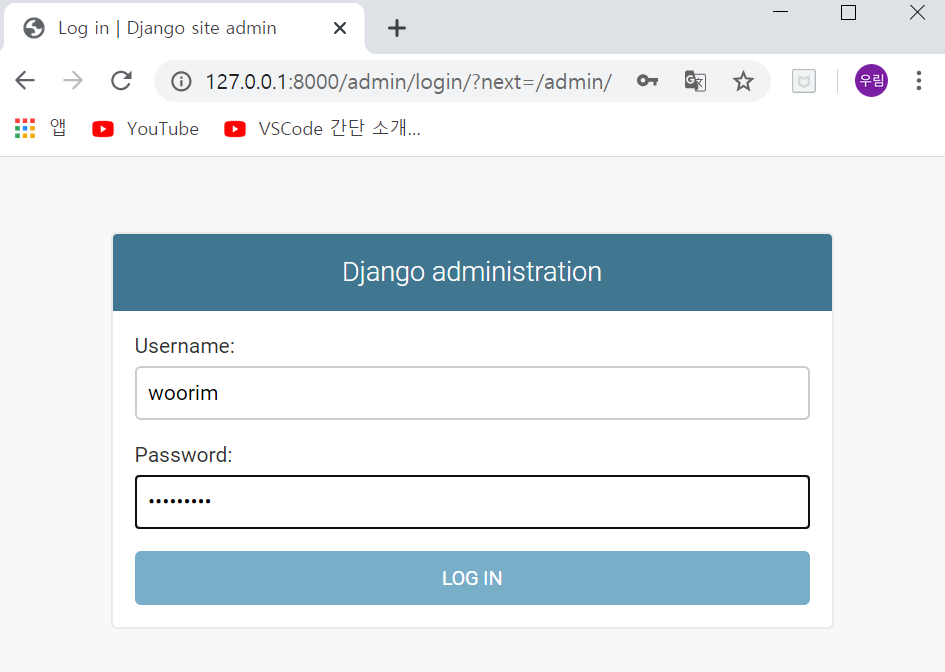 Log in | Django site admin
127.0.0.1:8000/admin/login/?next=/admin/
우림
앱 YouTube VSCode 간단 소개...
Django administration
Username:
woorim
Password:
•••••••••
LOG IN